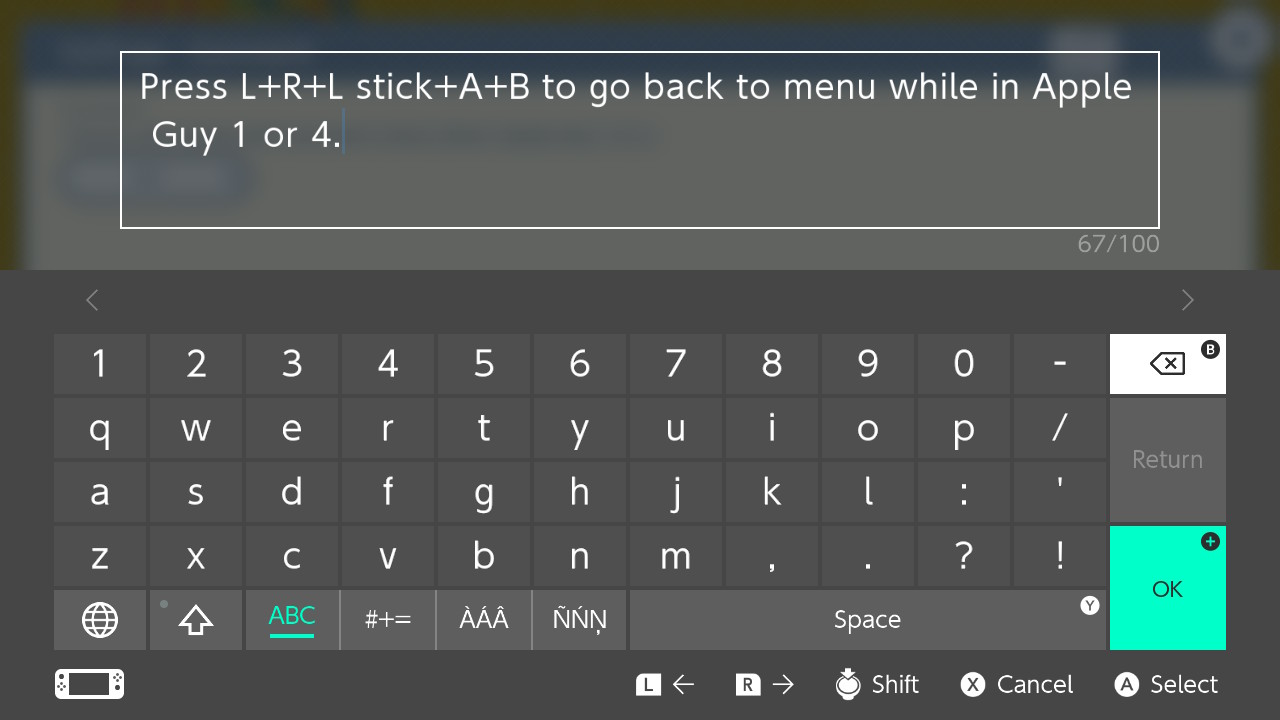 Press L+R+L stick+A+B to go back to menu while in Apple
Guy 1 or 4.
67/100
1 2 3 4 5 6 7 8 9 0 - B
q w e r t y u i o p / Return
a s d f g h j k l : '
z x c v b n m , . ? ! OK
ABC #+= ÀÁÂ ÑŃŅ Space Y
L ← R → Shift X Cancel A Select